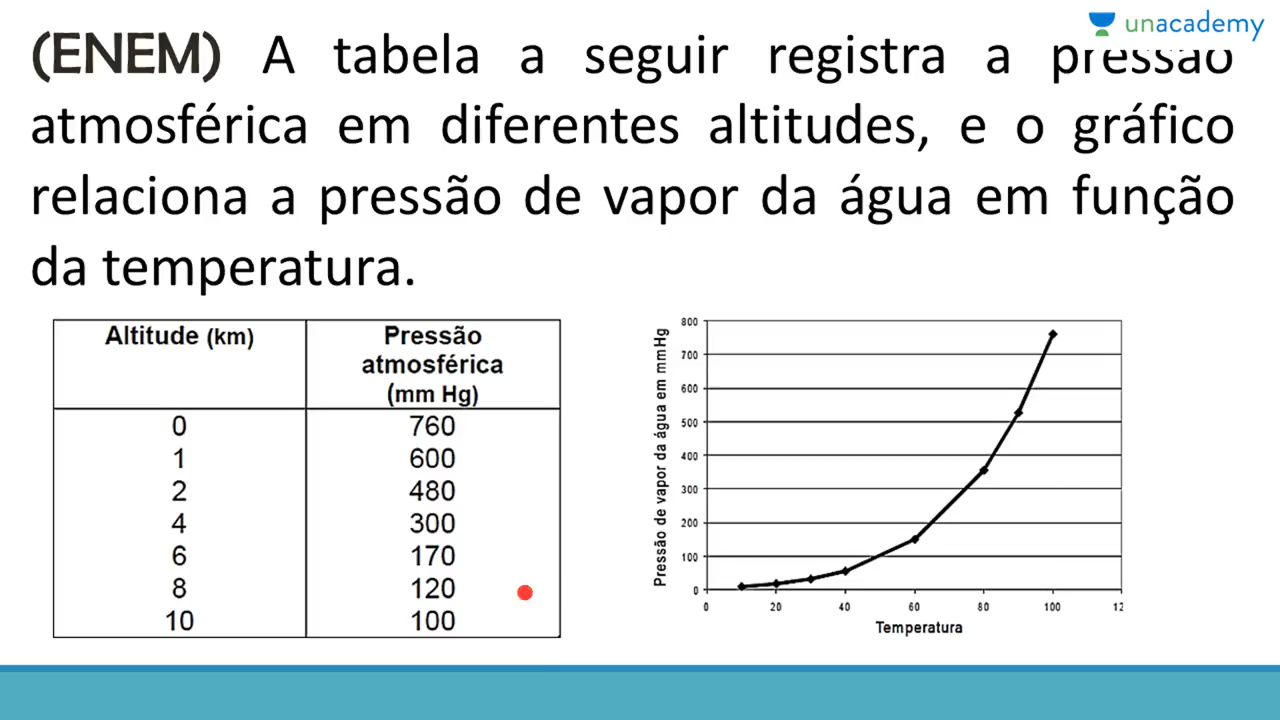 unacademy
(ENEM) A tabela a seguir registra a pressão
atmosférica em diferentes altitudes, e o gráfico
relaciona a pressão de vapor da água em função
da temperatura.
Altitude (km) Pressão
atmosférica
(mm Hg)
0 760
1 600
2 480
4 300
6 170
8 120
10 100
Pressão de vapor da água em mmHg
800
700
600
500
400
300
200
100
0
0 20 40 60 80 100 12
Temperatura